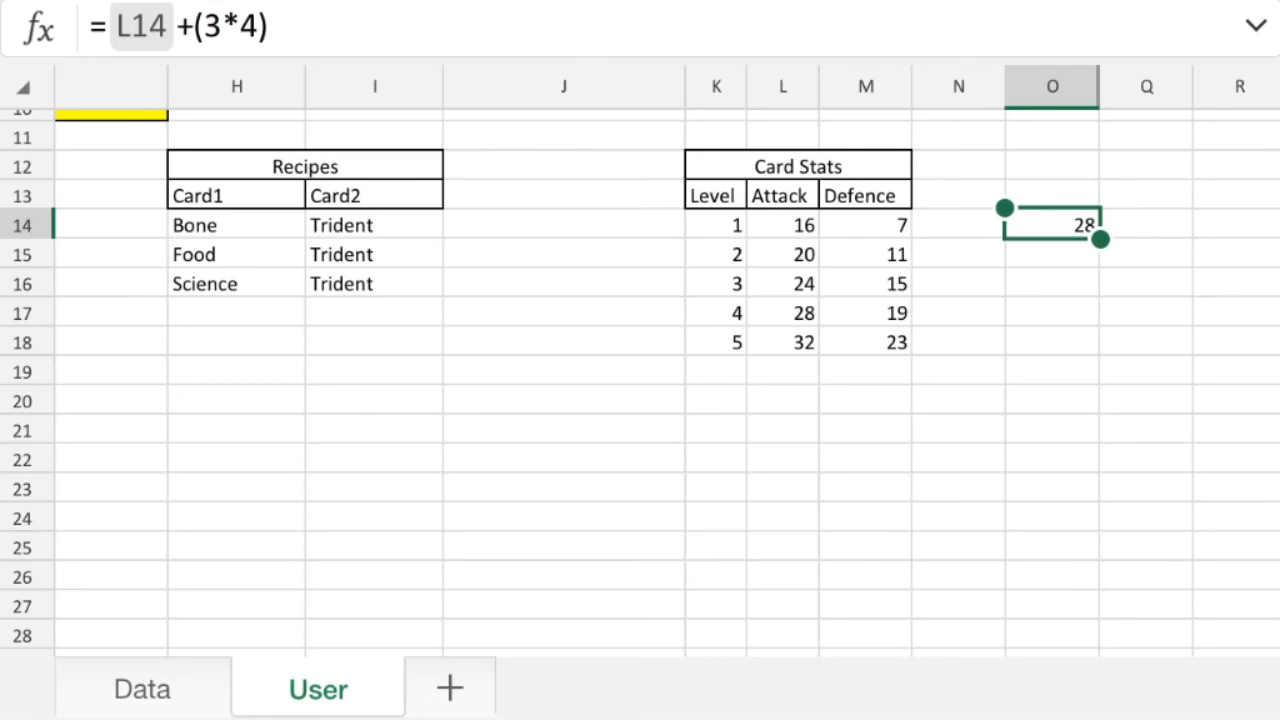 fx = L14 +(3*4)
H I J K L M N O Q R
11
12 Recipes Card Stats
13 Card1 Card2 Level Attack Defence
14 Bone Trident 1 16 7 28
15 Food Trident 2 20 11
16 Science Trident 3 24 15
17 4 28 19
18 5 32 23
19
20
21
22
23
24
25
26
27
28
Data User +